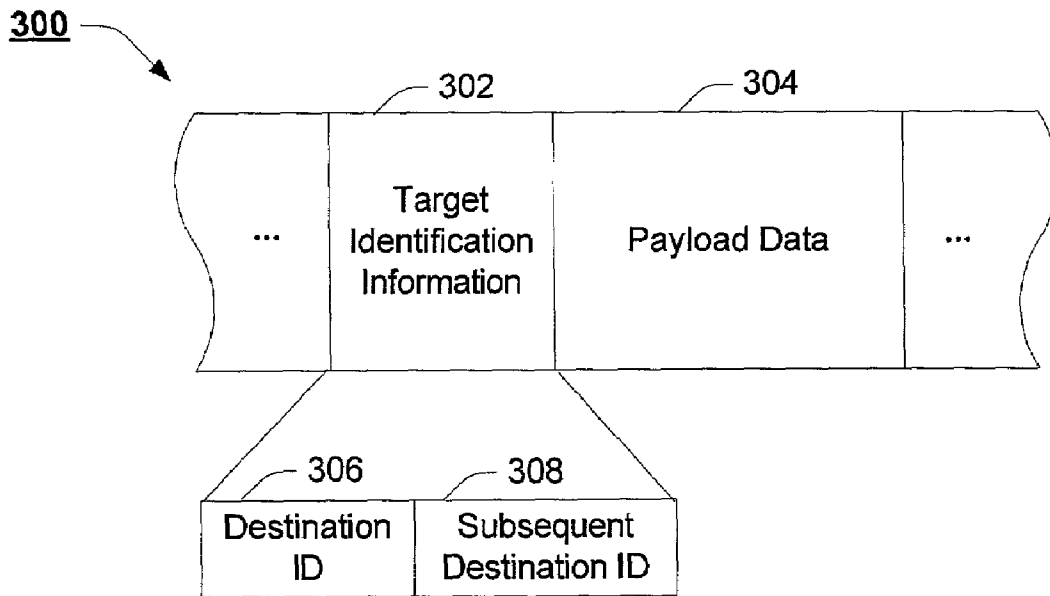 300
302
304
...
Target
Identification
Information
Payload Data
...
306
308
Destination
ID
Subsequent
Destination ID